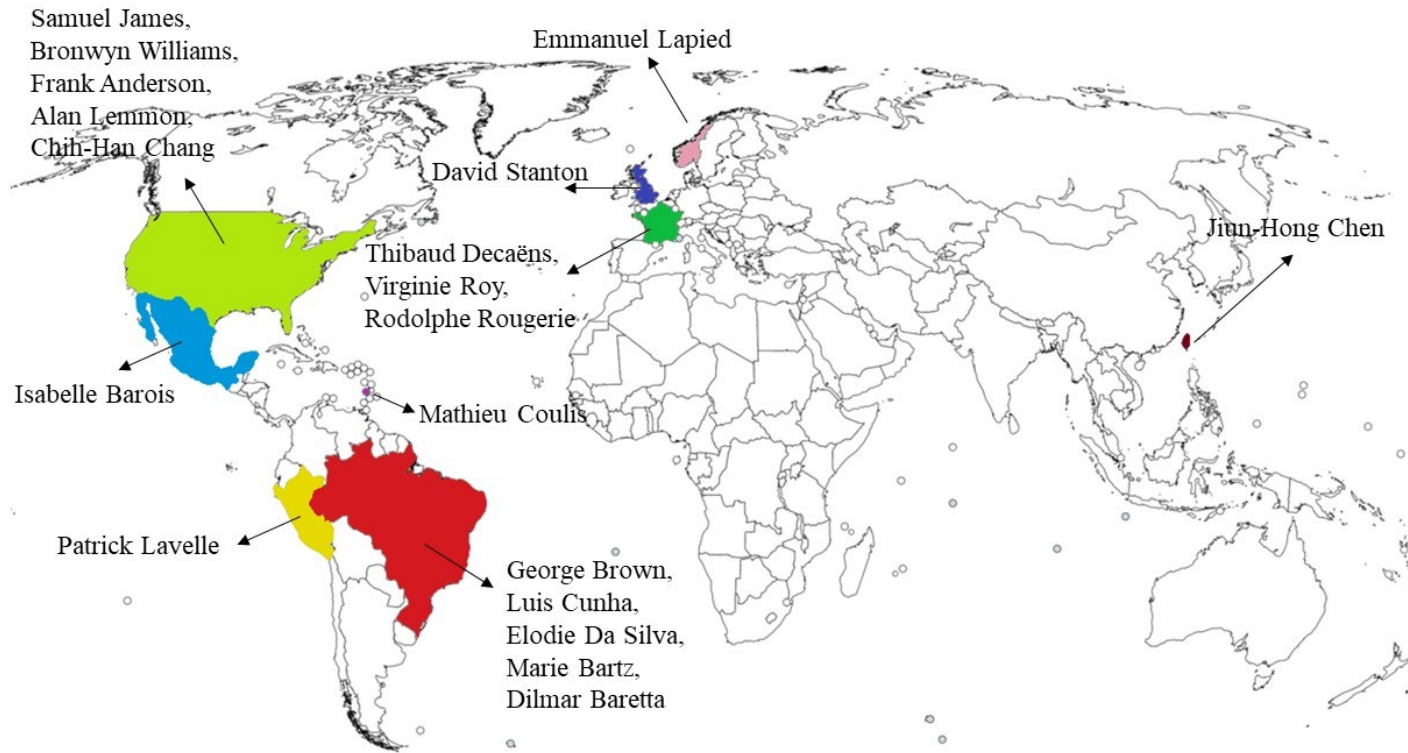 Samuel James,
Bronwyn Williams,
Frank Anderson,
Alan Lemmon,
Chih-Han Chang
Emmanuel Lapied
David Stanton
Thibaud Decaëns,
Virginie Roy,
Rodolphe Rougerie
Jiun-Hong Chen
Isabelle Barois
Mathieu Coulis
Patrick Lavelle
George Brown,
Luis Cunha,
Elodie Da Silva,
Marie Bartz,
Dilmar Baretta